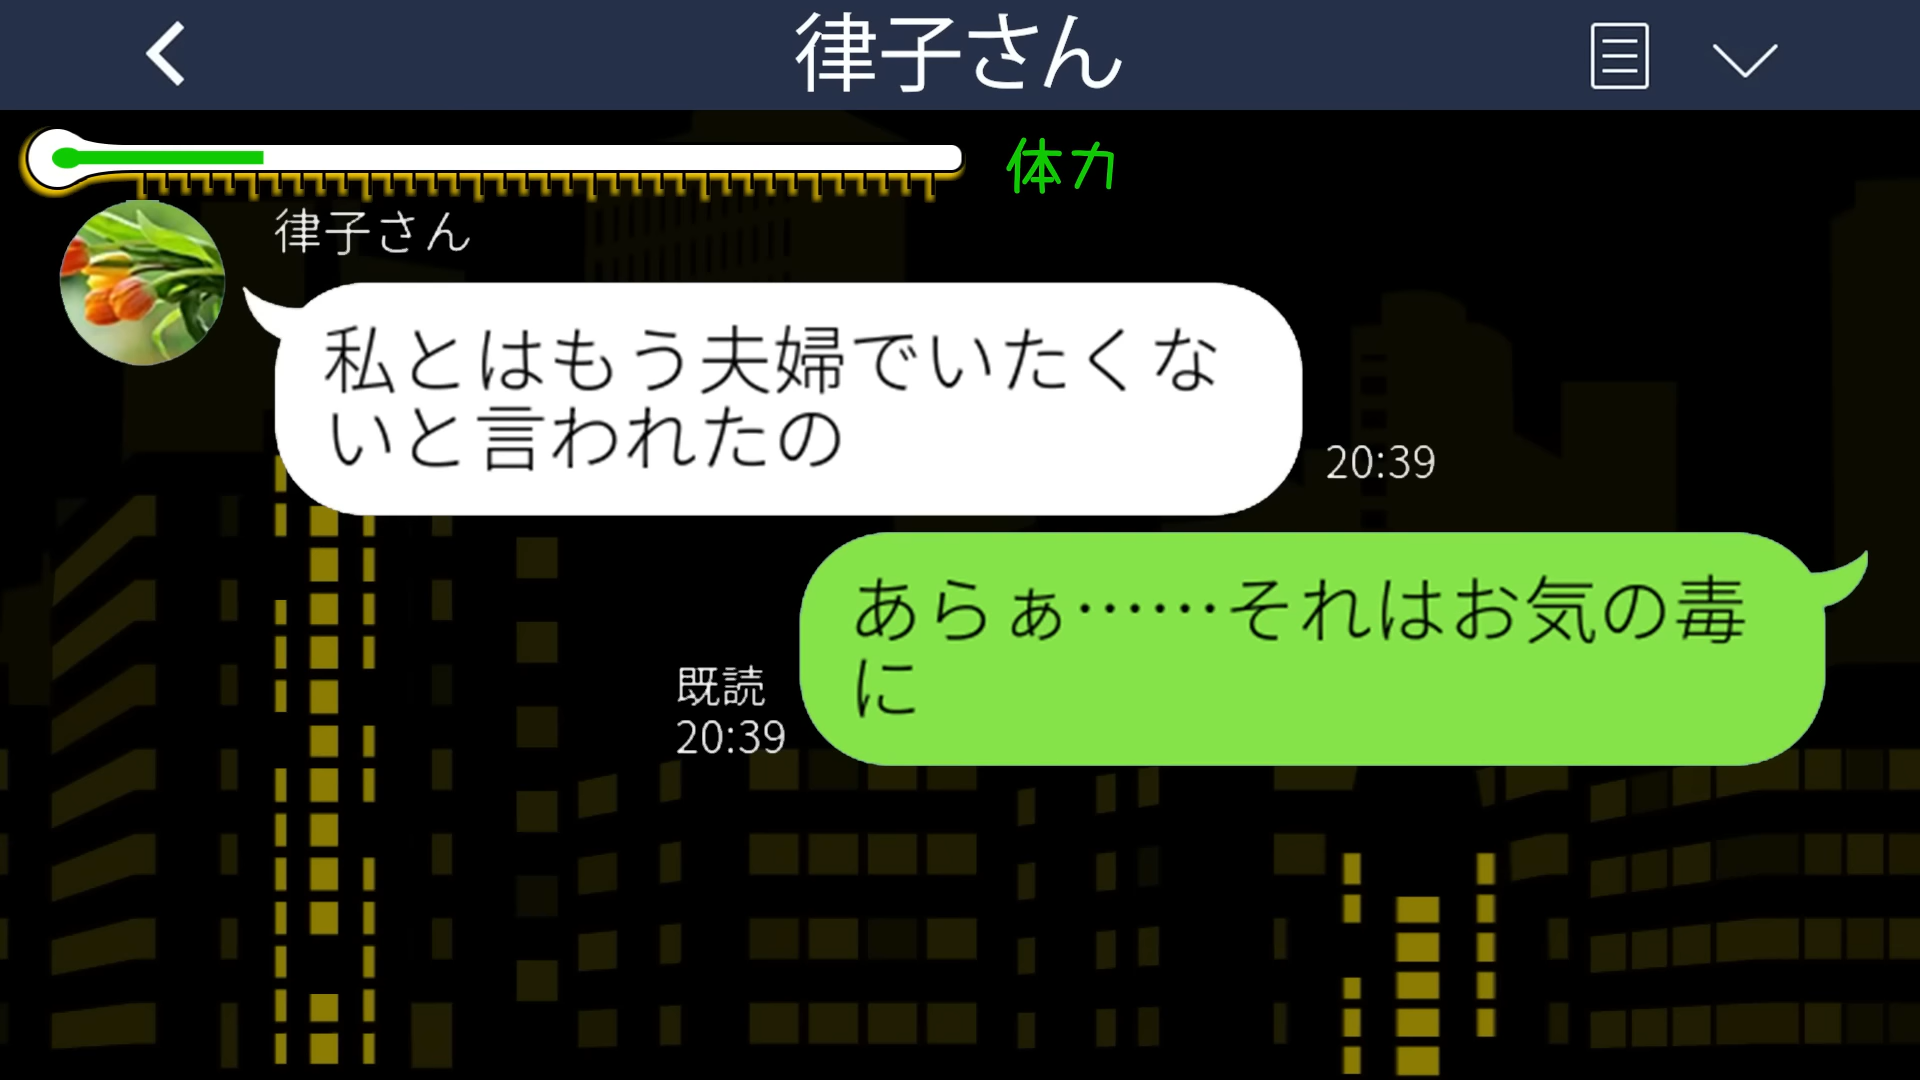 律子さん
体力
律子さん
私とはもう夫婦でいたくな
いと言われたの
20:39
あらぁ……それはお気の毒
に
既読
20:39